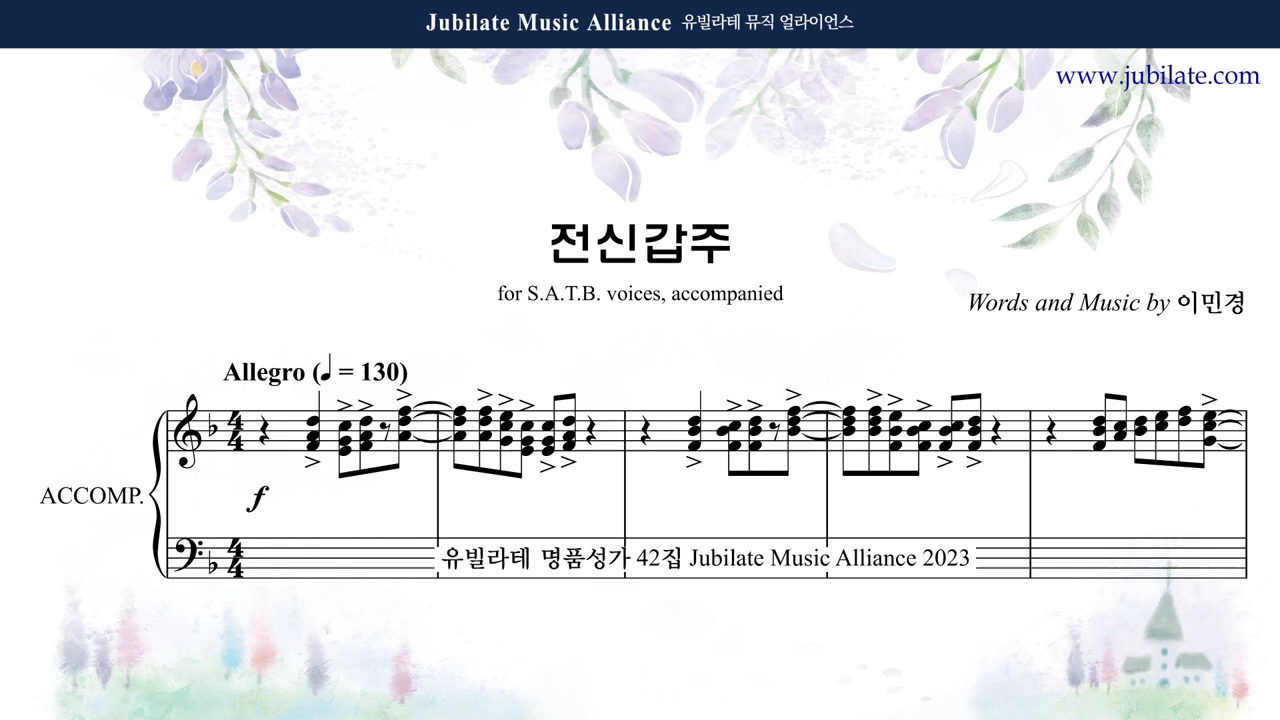 Jubilate Music Alliance 유빌라테 뮤직 얼라이언스
www.jubilate.com
전신갑주
for S.A.T.B. voices, accompanied
Words and Music by 이민경
Allegro (♩ = 130)
f
ACCOMP.
유빌라테 명품성가 42집 Jubilate Music Alliance 2023